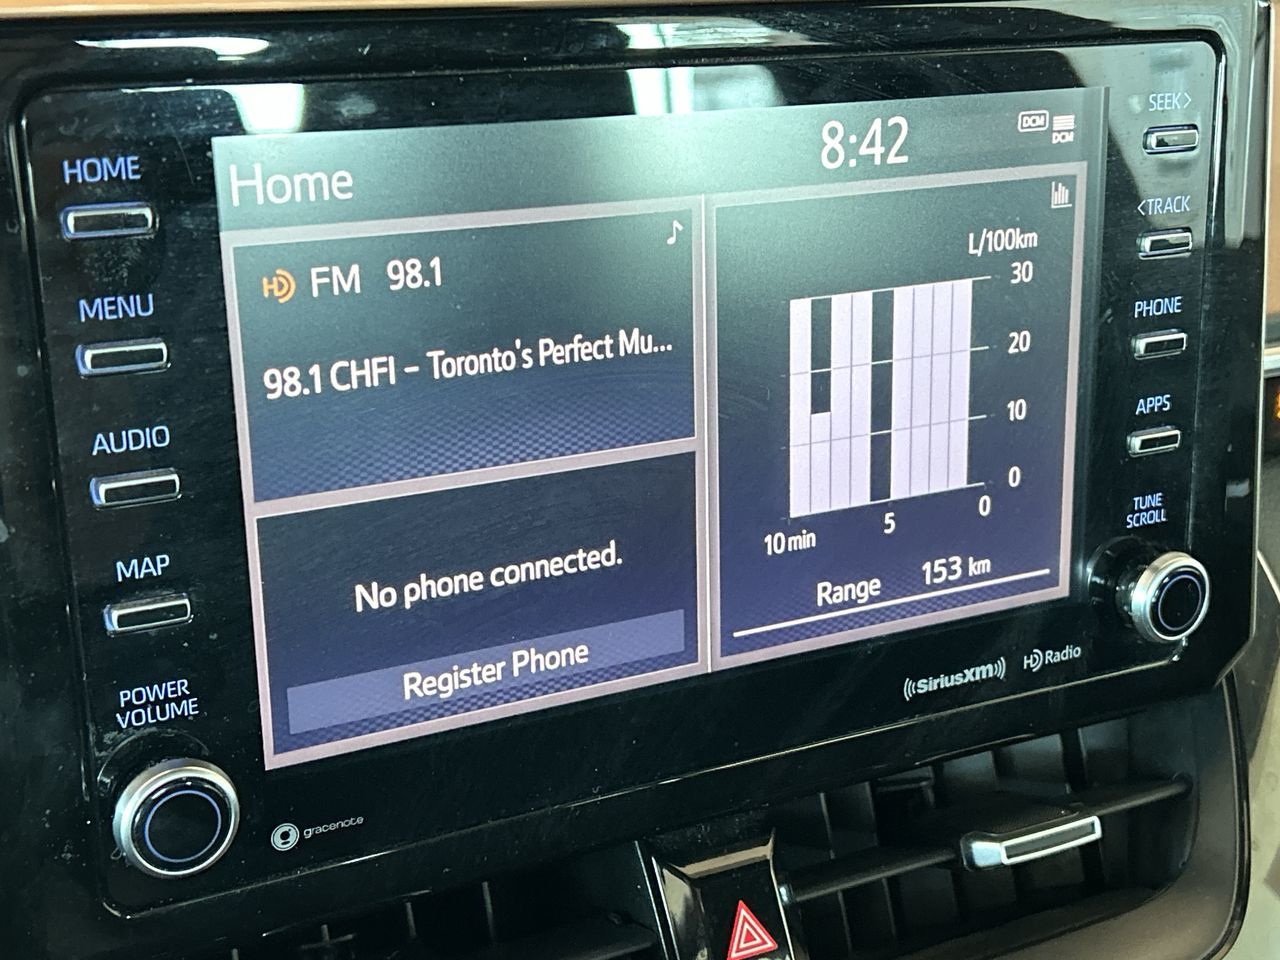 HOME
MENU
AUDIO
MAP
POWER
VOLUME
Home
8:42
DCM
DCM
HD FM 98.1
98.1 CHFI – Toronto's Perfect Mu...
No phone connected.
Register Phone
L/100km
30
20
10
0
10 min
5
0
Range 153 km
SEEK>
<TRACK
PHONE
APPS
TUNE
SCROLL
gracenote
((SiriusXM))
HD Radio